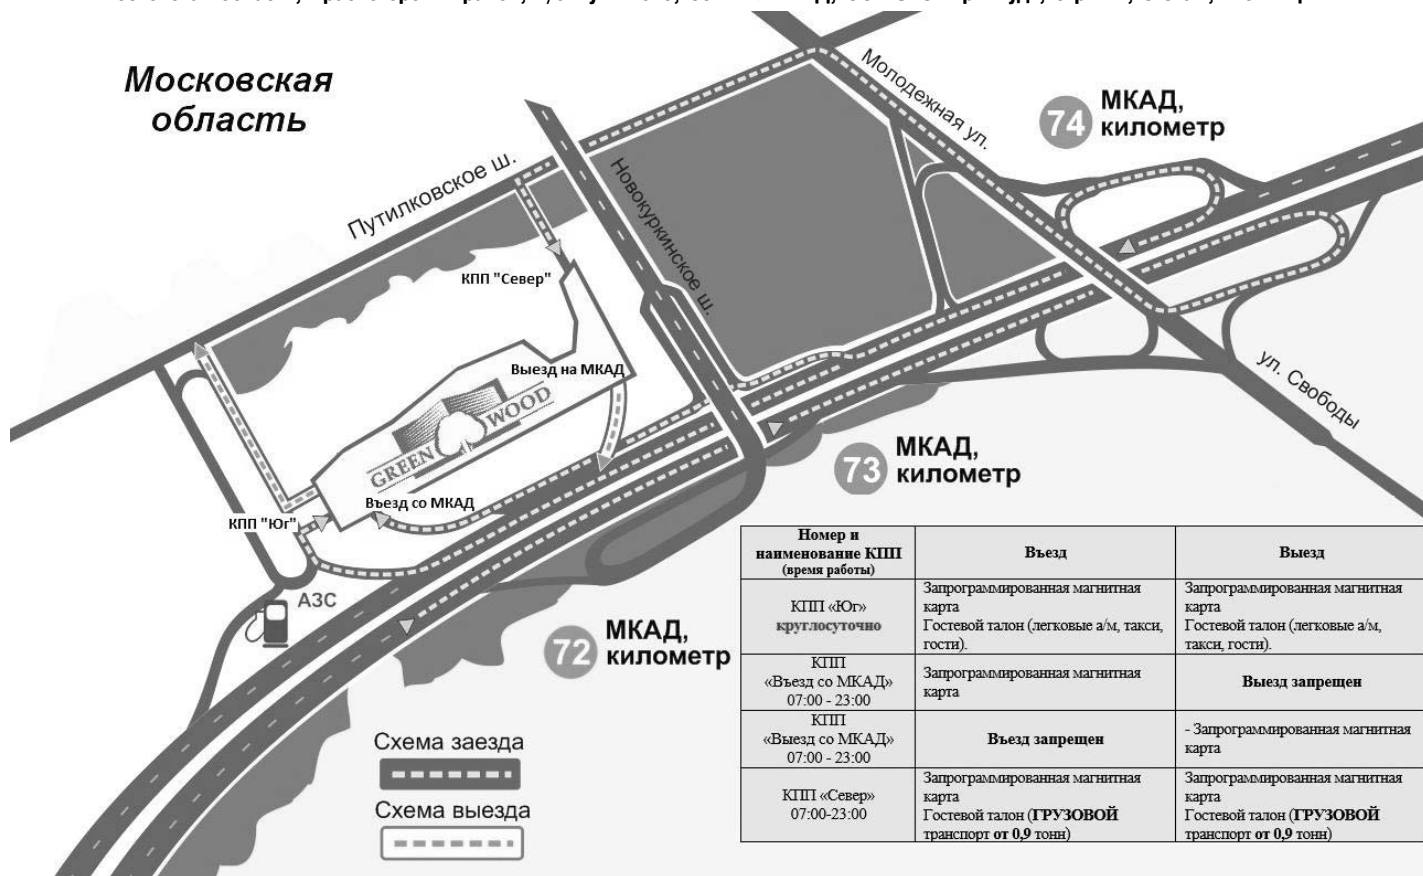 Московская
область
Путилковское ш.
Новокуркинское ш.
Молодежная ул.
74
МКАД,
километр
КПП "Север"
Выезд на МКАД
GREEN WOOD
Въезд со МКАД
КПП "Юг"
АЗС
ул. Свободы
73
МКАД,
километр
72
МКАД,
километр
Схема заезда
Схема выезда
Номер и
наименование КПП
(время работы)
Въезд
Выезд
КПП «Юг»
круглосуточно
Запрограммированная магнитная
карта
Гостевой талон (легковые а/м, такси,
гости).
Запрограммированная магнитная
карта
Гостевой талон (легковые а/м,
такси, гости).
КПП
«Въезд со МКАД»
07:00 - 23:00
Запрограммированная магнитная
карта
Выезд запрещен
КПП
«Выезд со МКАД»
07:00 - 23:00
Въезд запрещен
- Запрограммированная магнитная
карта
КПП «Север»
07:00-23:00
Запрограммированная магнитная
карта
Гостевой талон (ГРУЗОВОЙ
транспорт от 0,9 тонн)
Запрограммированная магнитная
карта
Гостевой талон (ГРУЗОВОЙ
транспорт от 0,9 тонн)